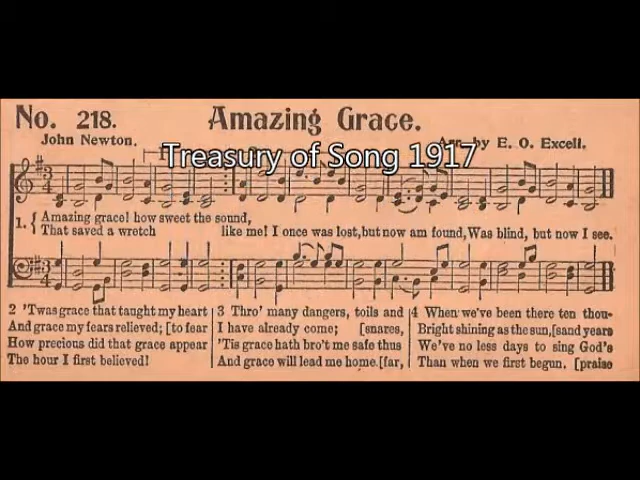 No. 218. Amazing Grace.
John Newton. Arr. by E. O. Excell.
Treasury of Song 1917
1. { Amazing grace! how sweet the sound,
That saved a wretch like me! I once was lost, but now am found, Was blind, but now I see.
2 'Twas grace that taught my heart
And grace my fears relieved; [to fear
How precious did that grace appear
The hour I first believed!
3 Thro' many dangers, toils and
I have already come; [snares,
'Tis grace hath bro't me safe thus
And grace will lead me home. [far,
4 When we've been there ten thou-
Bright shining as the sun, [sand years
We've no less days to sing God's
Than when we first begun. [praise